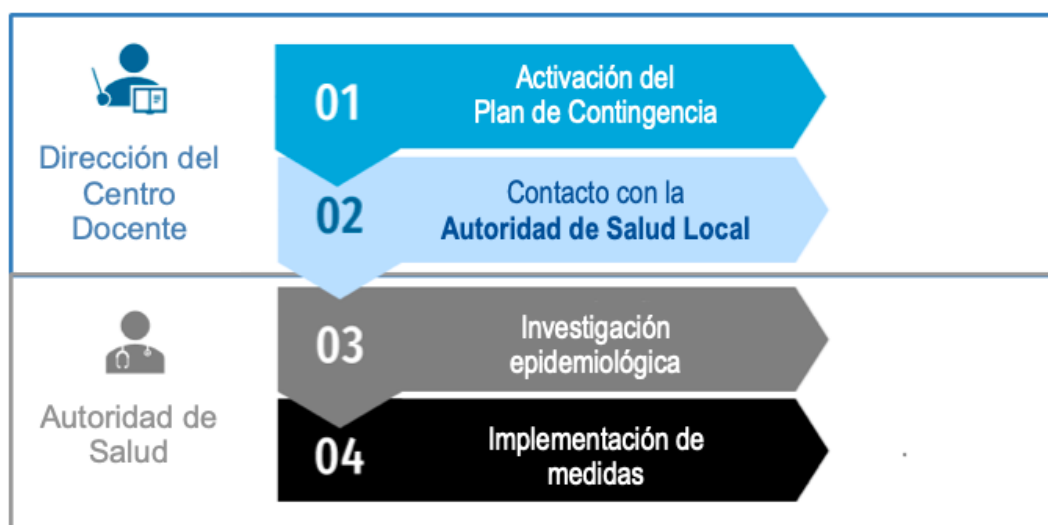 Dirección del
Centro
Docente
01
Activación del
Plan de Contingencia
02
Contacto con la
Autoridad de Salud Local
Autoridad de
Salud
03
Investigación
epidemiológica
04
Implementación de
medidas